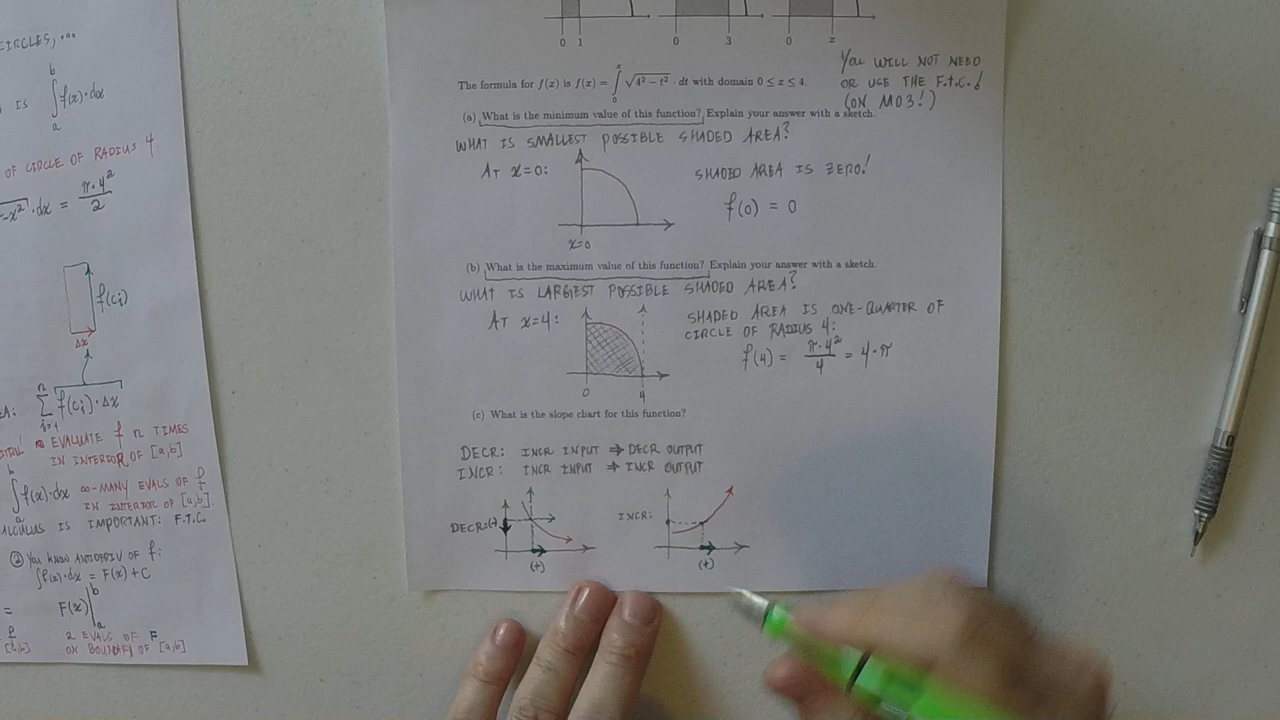 CIRCLES,...
b
IS ∫ f(x)·dx
a
OF CIRCLE OF RADIUS 4.
-x² · dx = π·4²
2
f(cᵢ)
Δx
n
Σ f(cᵢ)·Δx
i=1
EVALUATE f n TIMES
IN INTERIOR OF [a,b]
b
∫ f(x)·dx ∞-MANY EVALS OF f
a
IN INTERIOR OF [a,b].
IS IMPORTANT: F.T.C.
② YOU KNOW ANTIDERIV OF f:
∫f(x)·dx = F(x)+C
= F(x)|
b
a
2 EVALS OF F
[a,b] ON BOUNDARY OF [a,b]
0 1 0 3 0 x
YOU WILL NOT NEED
OR USE THE F.T.C.!
(ON M03!)
The formula for f(x) is f(x) = ∫₀ˣ √4² − t² · dt with domain 0 ≤ x ≤ 4.
(a) What is the minimum value of this function? Explain your answer with a sketch.
WHAT IS SMALLEST POSSIBLE SHADED AREA?
AT x=0: 4 SHADED AREA IS ZERO!
f(0) = 0
x=0
(b) What is the maximum value of this function? Explain your answer with a sketch.
WHAT IS LARGEST POSSIBLE SHADED AREA?
AT x=4: SHADED AREA IS ONE-QUARTER OF
CIRCLE OF RADIUS 4:
f(4) = π·4²/4 = 4·π
0 4
(c) What is the slope chart for this function?
DECR: INCR INPUT ⇒ DECR OUTPUT
INCR: INCR INPUT ⇒ INCR OUTPUT
DECR: (-) INCR:
(+) (+)